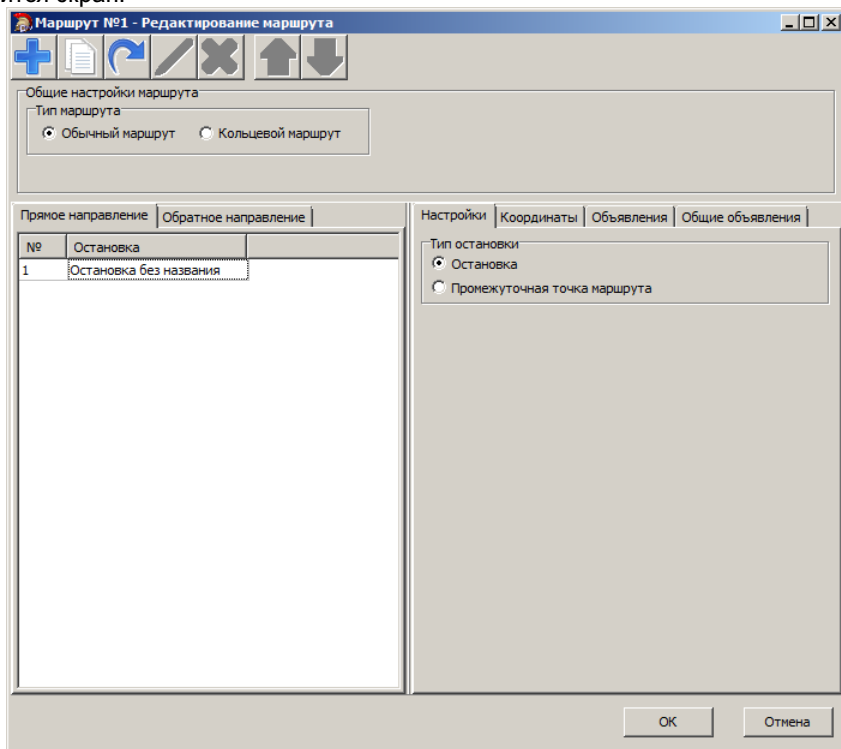 Маршрут №1 - Редактирование маршрута
Общие настройки маршрута
Тип маршрута
Обычный маршрут Кольцевой маршрут
Прямое направление Обратное направление Настройки Координаты Объявления Общие объявления
№ Остановка
1 Остановка без названия
Тип остановки
Остановка
Промежуточная точка маршрута
OK Отмена